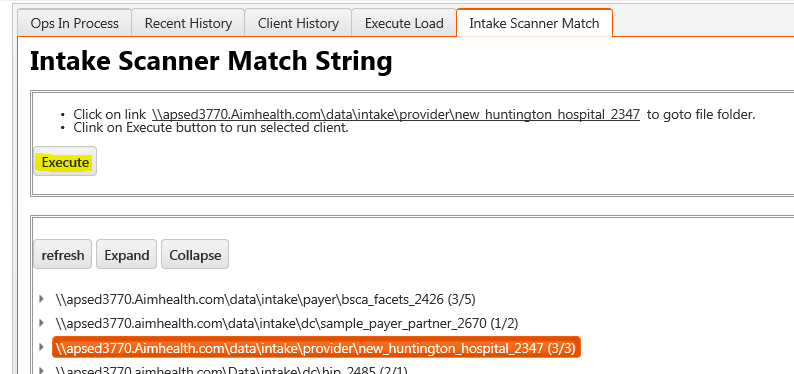 Ops In Process Recent History Client History Execute Load Intake Scanner Match
Intake Scanner Match String
• Click on link \\apsed3770.Aimhealth.com\data\intake\provider\new_huntington_hospital_2347 to goto file folder.
• Clink on Execute button to run selected client.
Execute
refresh Expand Collapse
\\apsed3770.Aimhealth.com\data\intake\payer\bsca_facets_2426 (3/5)
\\apsed3770.aimhealth.com\data\intake\dc\sample_payer_partner_2670 (1/2)
\\apsed3770.Aimhealth.com\data\intake\provider\new_huntington_hospital_2347 (3/3)
\\apsed3770.aimhealth.com\Data\intake\dc\hip_2485 (2/1)